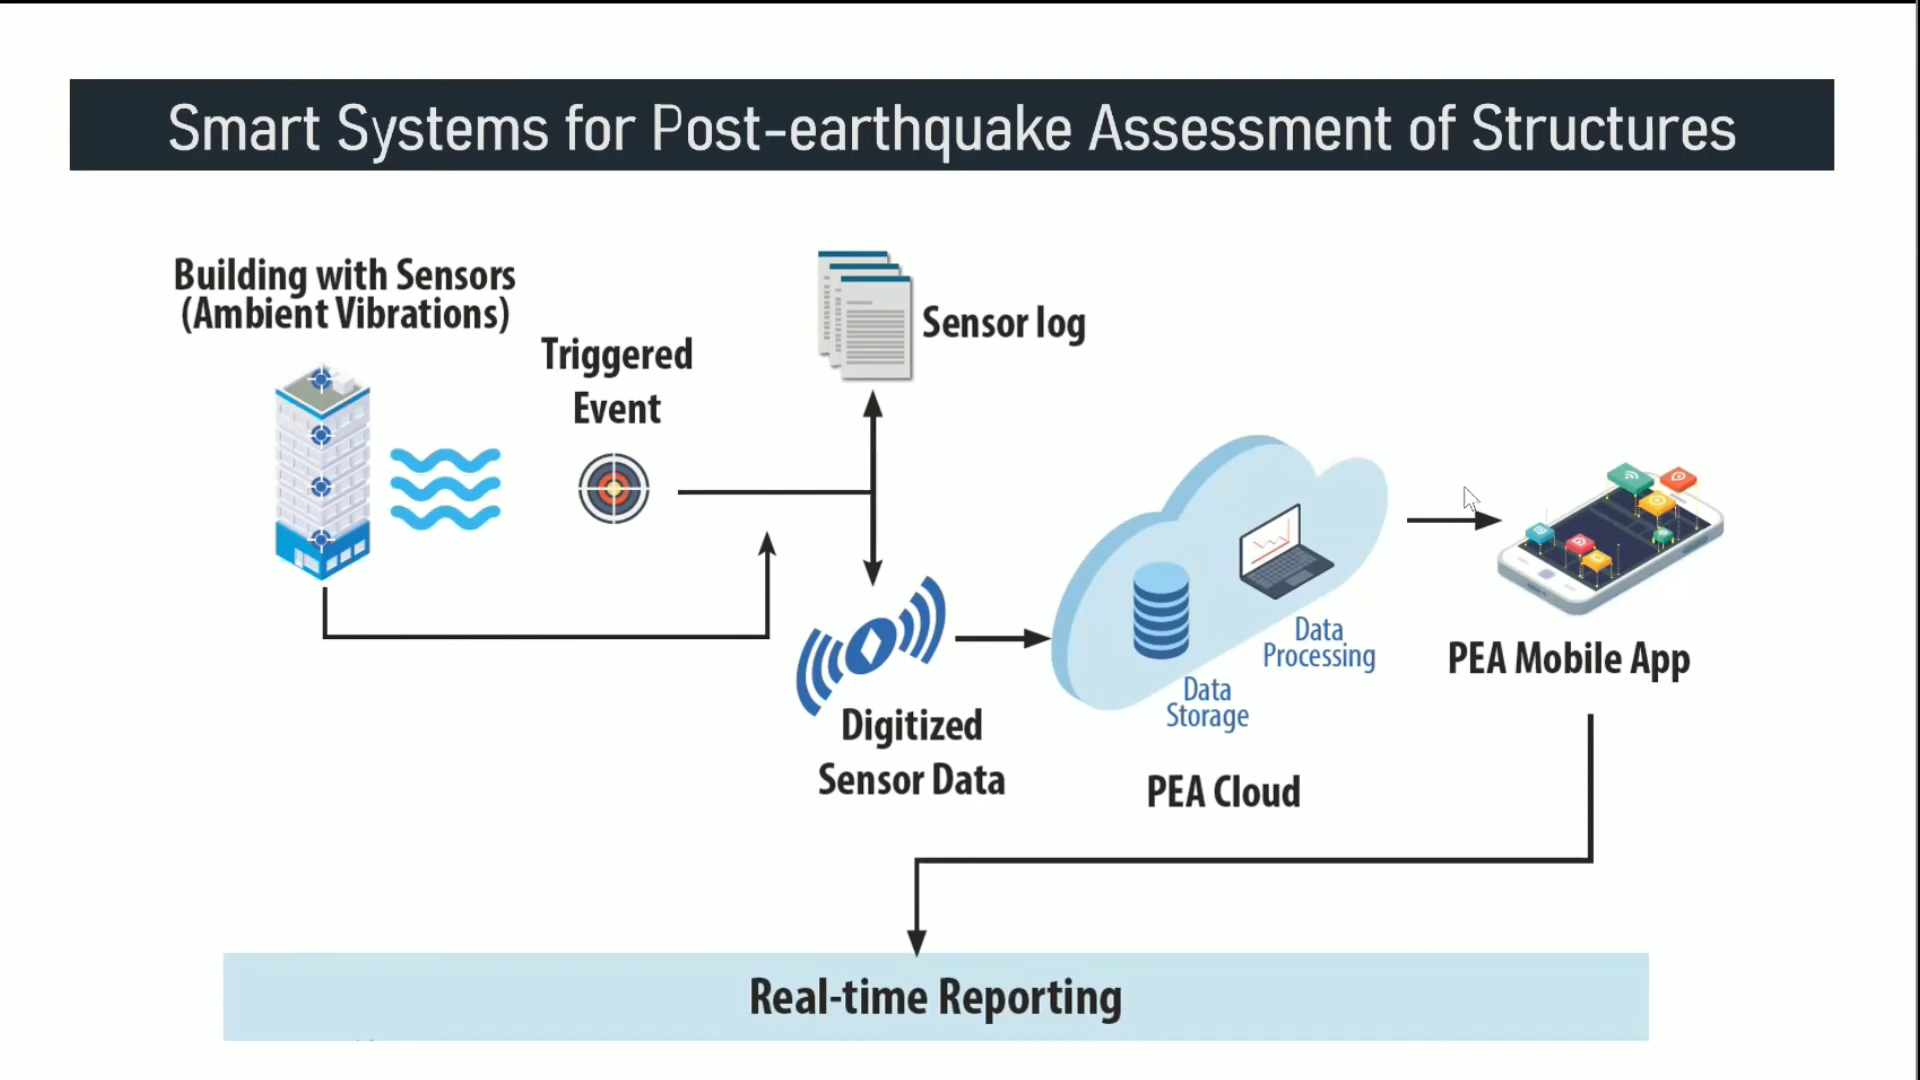 Smart Systems for Post-earthquake Assessment of Structures
Building with Sensors
(Ambient Vibrations)
Triggered
Event
Sensor log
Digitized
Sensor Data
Data
Processing
Data
Storage
PEA Cloud
PEA Mobile App
Real-time Reporting